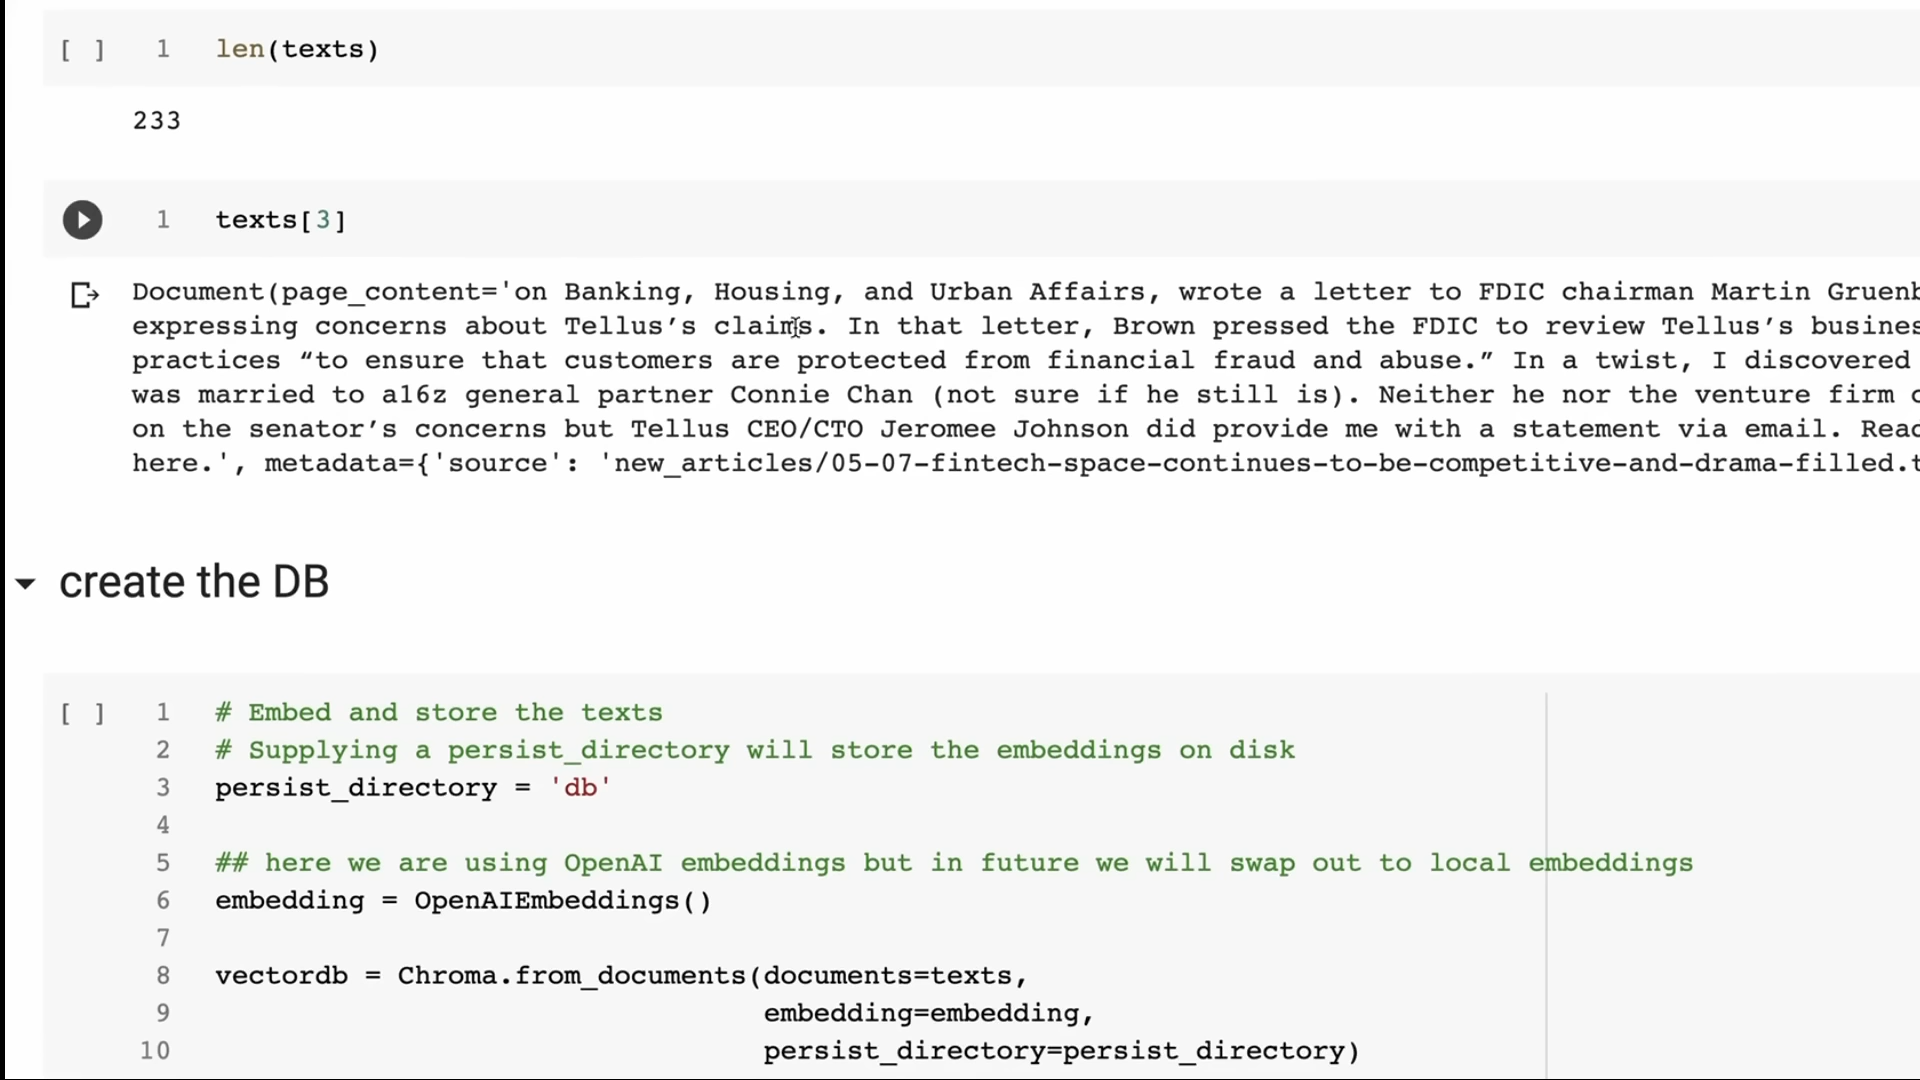 [ ] 1 len(texts)
233
1 texts[3]
Document(page_content='on Banking, Housing, and Urban Affairs, wrote a letter to FDIC chairman Martin
expressing concerns about Tellus’s claims. In that letter, Brown pressed the FDIC to review Tellus’s
practices “to ensure that customers are protected from financial fraud and abuse.” In a twist, I discovered
was married to a16z general partner Connie Chan (not sure if he still is). Neither he nor the venture firm
on the senator’s concerns but Tellus CEO/CTO Jeromee Johnson did provide me with a statement via email.
here.', metadata={'source': 'new_articles/05-07-fintech-space-continues-to-be-competitive-and-drama-filled.
create the DB
[ ] 1 # Embed and store the texts
2 # Supplying a persist_directory will store the embeddings on disk
3 persist_directory = 'db'
4
5 ## here we are using OpenAI embeddings but in future we will swap out to local embeddings
6 embedding = OpenAIEmbeddings()
7
8 vectordb = Chroma.from_documents(documents=texts,
9 embedding=embedding,
10 persist_directory=persist_directory)